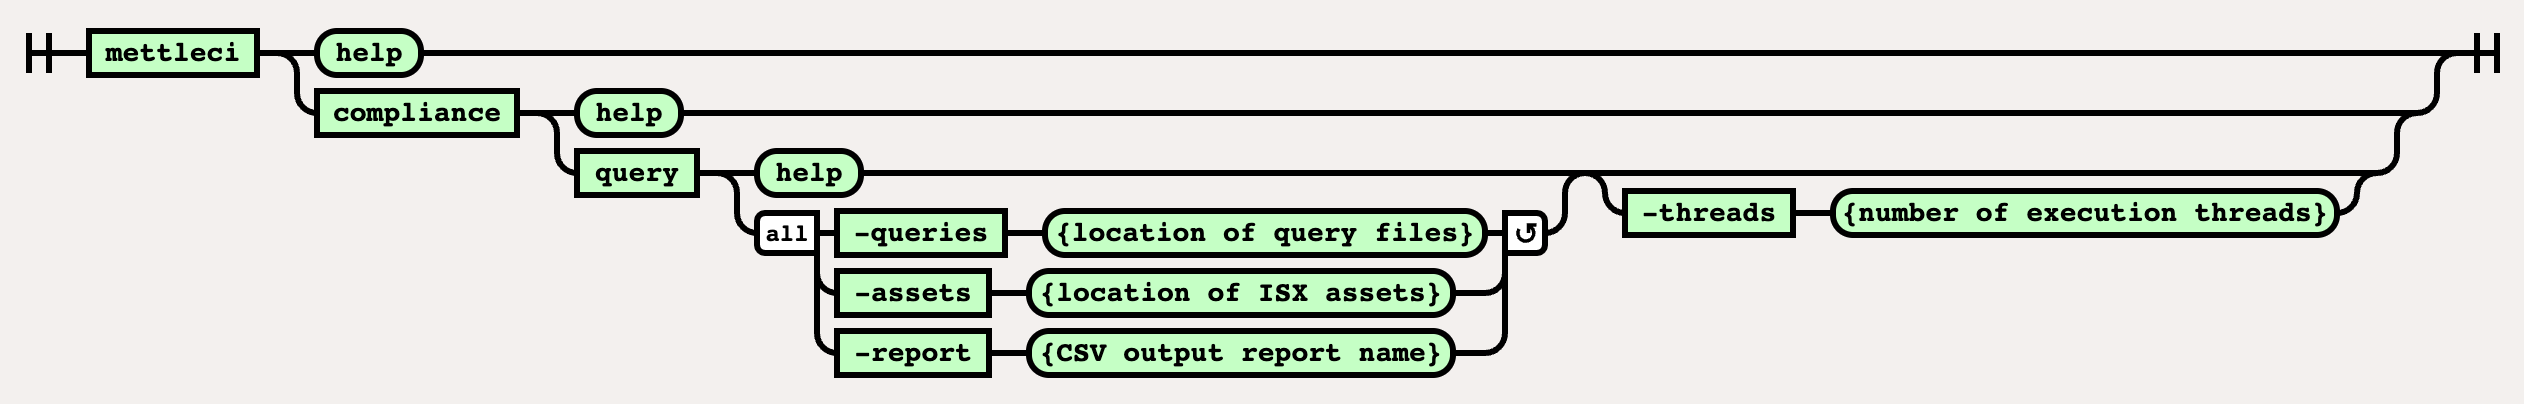 mettleci help
compliance help
query help
-threads {number of execution threads}
all -queries {location of query files} ↺
-assets {location of ISX assets}
-report {CSV output report name}